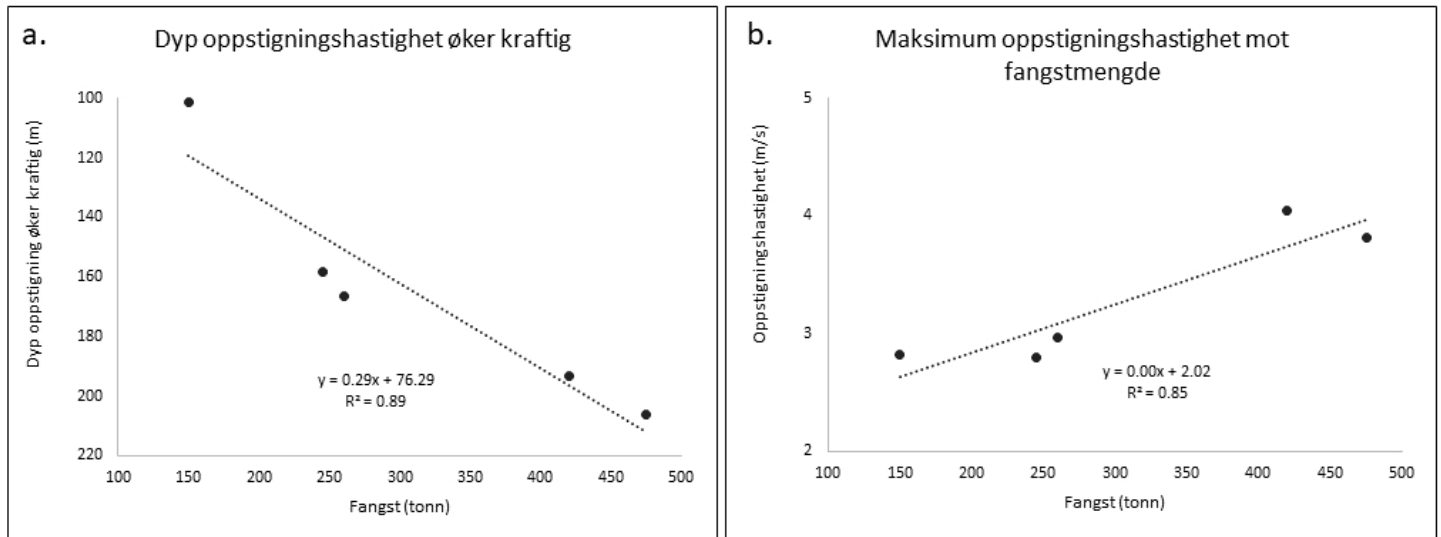 a.
Dyp oppstigningshastighet øker kraftig
Dyp oppstigning øker kraftig (m)
100
120
140
160
180
200
220
y = 0.29x + 76.29
R² = 0.89
100 150 200 250 300 350 400 450 500
Fangst (tonn)
b.
Maksimum oppstigningshastighet mot
fangstmengde
Oppstigningshastighet (m/s)
5
4
3
2
y = 0.00x + 2.02
R² = 0.85
100 150 200 250 300 350 400 450 500
Fangst (tonn)